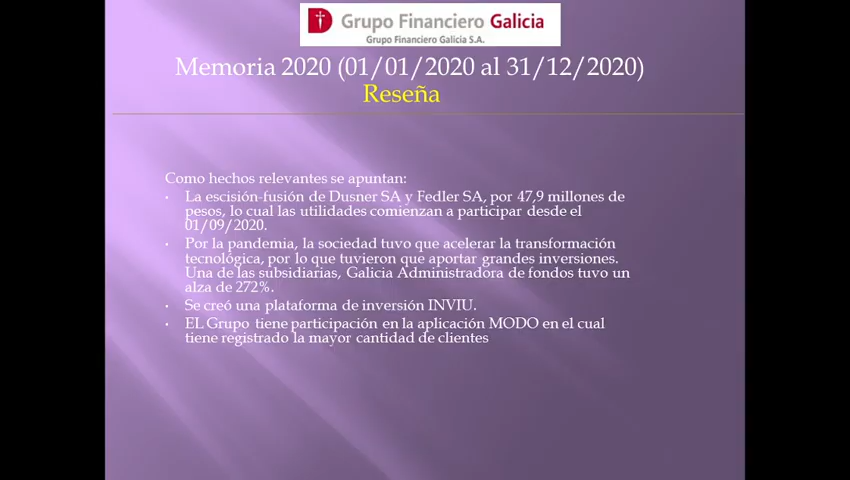 Grupo Financiero Galicia
Grupo Financiero Galicia S.A.
Memoria 2020 (01/01/2020 al 31/12/2020)
Reseña
Como hechos relevantes se apuntan:
• La escisión-fusión de Dusner SA y Fedler SA, por 47,9 millones de
pesos, lo cual las utilidades comienzan a participar desde el
01/09/2020.
• Por la pandemia, la sociedad tuvo que acelerar la transformación
tecnológica, por lo que tuvieron que aportar grandes inversiones.
Una de las subsidiarias, Galicia Administradora de fondos tuvo un
alza de 272%.
• Se creó una plataforma de inversión INVIU.
• EL Grupo tiene participación en la aplicación MODO en el cual
tiene registrado la mayor cantidad de clientes